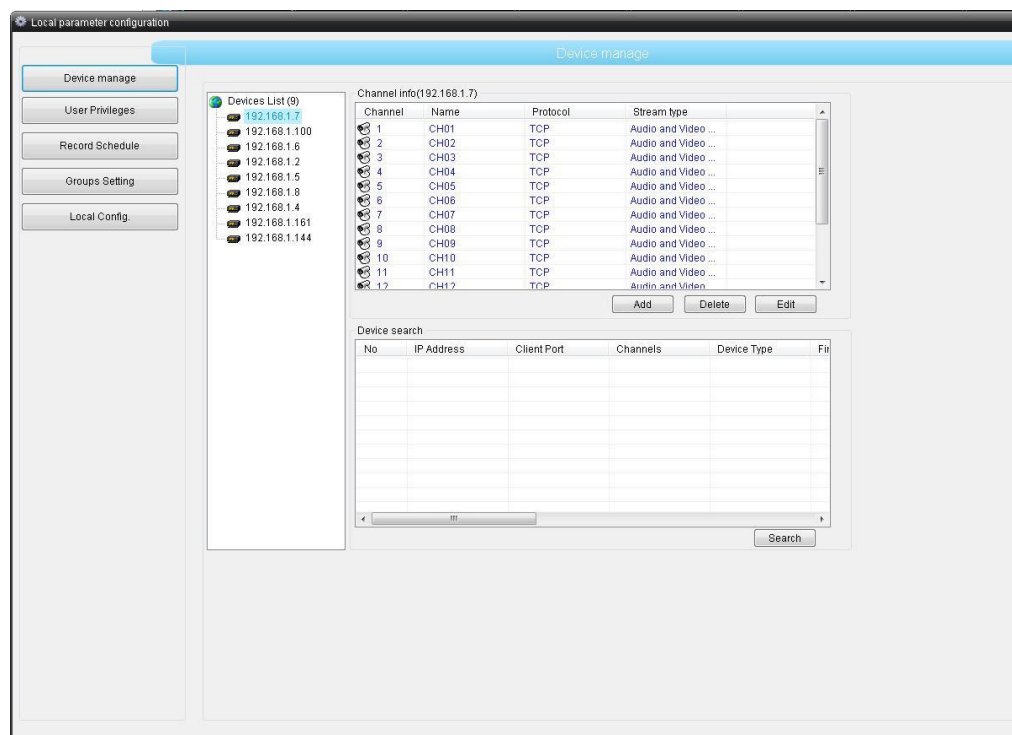 Local parameter configuration
Device manage
Device manage
User Privileges
Record Schedule
Groups Setting
Local Config.
Devices List (9)
192.168.1.7
192.168.1.100
192.168.1.6
192.168.1.2
192.168.1.5
192.168.1.8
192.168.1.4
192.168.1.161
192.168.1.144
Channel info(192.168.1.7)
Channel Name Protocol Stream type
1 CH01 TCP Audio and Video ...
2 CH02 TCP Audio and Video ...
3 CH03 TCP Audio and Video ...
4 CH04 TCP Audio and Video ...
5 CH05 TCP Audio and Video ...
6 CH06 TCP Audio and Video ...
7 CH07 TCP Audio and Video ...
8 CH08 TCP Audio and Video ...
9 CH09 TCP Audio and Video ...
10 CH10 TCP Audio and Video ...
11 CH11 TCP Audio and Video ...
12 CH12 TCP Audio and Video
Add Delete Edit
Device search
No IP Address Client Port Channels Device Type Fir
Search